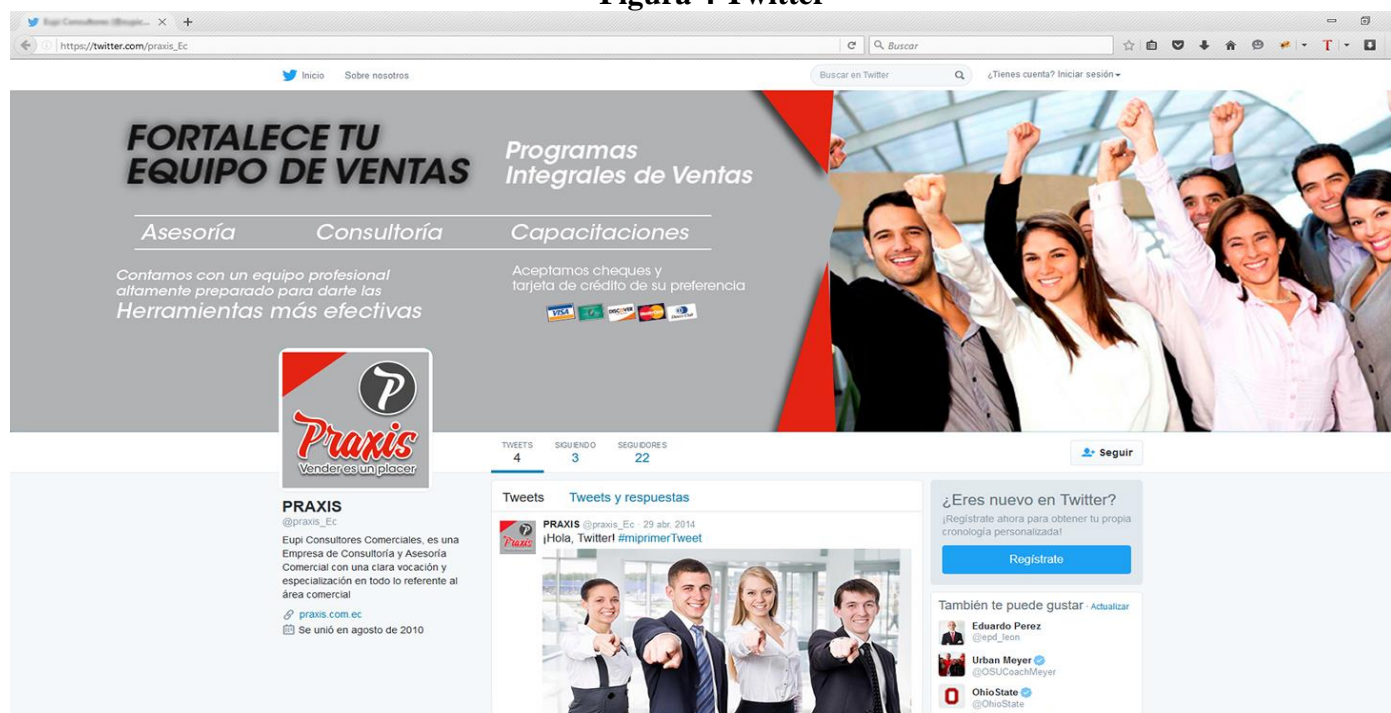 Figura 4 Twitter
https://twitter.com/praxis_Ec
Buscar
Inicio Sobre nosotros
Buscar en Twitter
¿Tienes cuenta? Iniciar sesión
FORTALECE TU
EQUIPO DE VENTAS
Programas
Integrales de Ventas
Asesoría Consultoría Capacitaciones
Contamos con un equipo profesional
altamente preparado para darte las
Herramientas más efectivas
Aceptamos cheques y
tarjeta de crédito de su preferencia
VISA DISCOVER
P
Praxis
Vender es un placer
TWEETS SIGUIENDO SEGUIDORES
4 3 22
Seguir
PRAXIS
@praxis_Ec
Eupi Consultores Comerciales, es una
Empresa de Consultoría y Asesoría
Comercial con una clara vocación y
especialización en todo lo referente al
área comercial
praxis.com.ec
Se unió en agosto de 2010
Tweets Tweets y respuestas
PRAXIS @praxis_Ec · 29 abr. 2014
¡Hola, Twitter! #miprimerTweet
Praxis
¿Eres nuevo en Twitter?
¡Regístrate ahora para obtener tu propia
cronología personalizada!
Regístrate
También te puede gustar · Actualizar
Eduardo Perez
@epd_leon
Urban Meyer
@OSUCoachMeyer
Ohio State
@OhioState